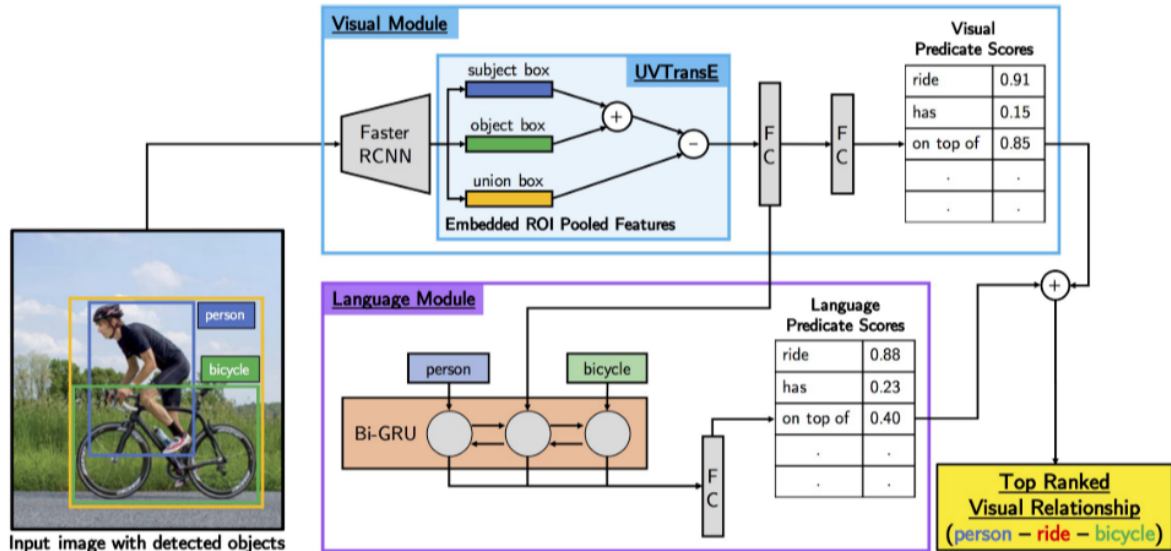 Visual Module
UVTransE
subject box
object box
union box
Faster
RCNN
+
−
Embedded ROI Pooled Features
F
C
F
C
Visual
Predicate Scores
ride 0.91
has 0.15
on top of 0.85
. .
. .
person
bicycle
Input image with detected objects
Language Module
person
bicycle
Bi-GRU
F
C
Language
Predicate Scores
ride 0.88
has 0.23
on top of 0.40
. .
. .
+
Top Ranked
Visual Relationship
(person – ride – bicycle)